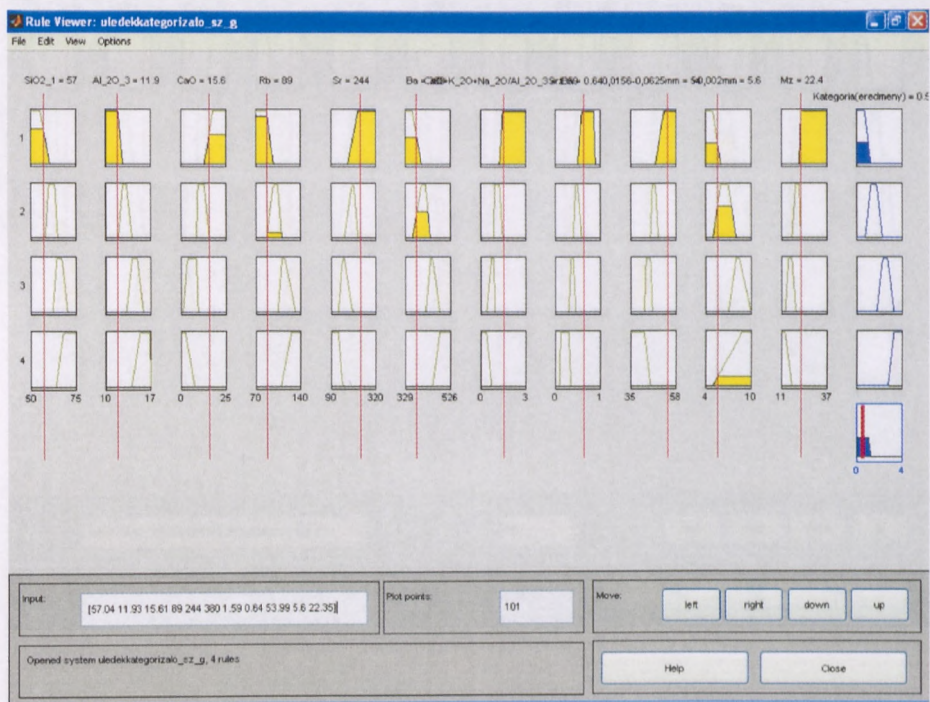 Rule Viewer: uledekkategorizalo_sz_g
File Edit View Options
SiO2_1 = 57 Al_2O_3 = 11.9 CaO = 15.6 Rb = 89 Sr = 244 Mz = 22.4
Kategoria(eredmeny) = 0.5
1
2
3
4
50 75 10 17 0 25 70 140 90 320 329 526 0 3 0 1 35 58 4 10 11 37
0 4
Input: Plot points: Move:
[57.04 11.93 15.61 89 244 380 1.59 0.64 53.99 5.6 22.35] 101 left right down up
Opened system uledekkategorizalo_sz_g, 4 rules Help Close